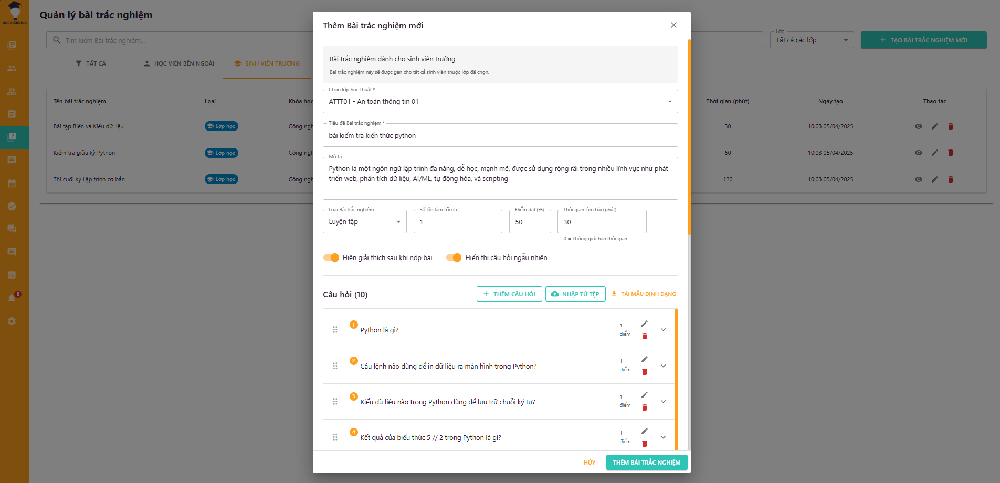 ONC LEARNING
8
Quản lý bài trắc nghiệm
Tìm kiếm Bài trắc nghiệm...
Lớp
Tất cả các lớp
TẠO BÀI TRẮC NGHIỆM MỚI
TẤT CẢ
HỌC VIÊN BÊN NGOÀI
SINH VIÊN TRƯỜNG
Tên bài trắc nghiệm
Loại
Khóa học
Thời gian (phút)
Ngày tạo
Thao tác
Bài tập Biến và Kiểu dữ liệu
Lớp học
Công ngh
30
10:03 05/04/2025
Kiểm tra giữa kỳ Python
Lớp học
Công ngh
60
10:03 05/04/2025
Thi cuối kỳ Lập trình cơ bản
Lớp học
Công ngh
120
10:03 05/04/2025
Thêm Bài trắc nghiệm mới
Bài trắc nghiệm dành cho sinh viên trường
Bài trắc nghiệm này sẽ được gán cho tất cả sinh viên thuộc lớp đã chọn.
Chọn lớp học thuật *
ATTT01 - An toàn thông tin 01
Tiêu đề Bài trắc nghiệm *
bài kiểm tra kiến thức python
Mô tả
Python là một ngôn ngữ lập trình đa năng, dễ học, mạnh mẽ, được sử dụng rộng rãi trong nhiều lĩnh vực như phát
triển web, phân tích dữ liệu, AI/ML, tự động hóa, và scripting
Loại Bài trắc nghiệm
Luyện tập
Số lần làm tối đa
1
Điểm đạt (%)
50
Thời gian làm bài (phút)
30
0 = không giới hạn thời gian
Hiện giải thích sau khi nộp bài
Hiển thị câu hỏi ngẫu nhiên
Câu hỏi (10)
THÊM CÂU HỎI
NHẬP TỪ TỆP
TẢI MẪU ĐỊNH DẠNG
1
Python là gì?
1
điểm
2
Câu lệnh nào dùng để in dữ liệu ra màn hình trong Python?
1
điểm
3
Kiểu dữ liệu nào trong Python dùng để lưu trữ chuỗi ký tự?
1
điểm
4
Kết quả của biểu thức 5 // 2 trong Python là gì?
1
điểm
HỦY
THÊM BÀI TRẮC NGHIỆM